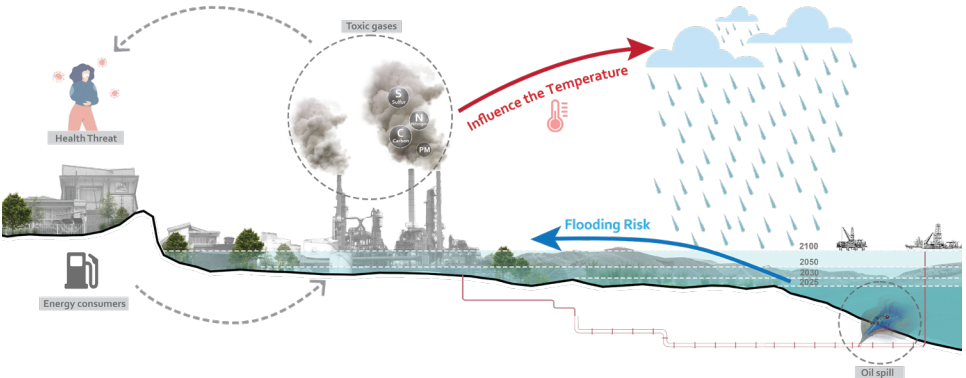 Toxic gases
S
Sulfur
N
Nitrogen
C
Carbon
PM
Influence the Temperature
Health Threat
Flooding Risk
2100
2050
2030
2025
Energy consumers
Oil spill